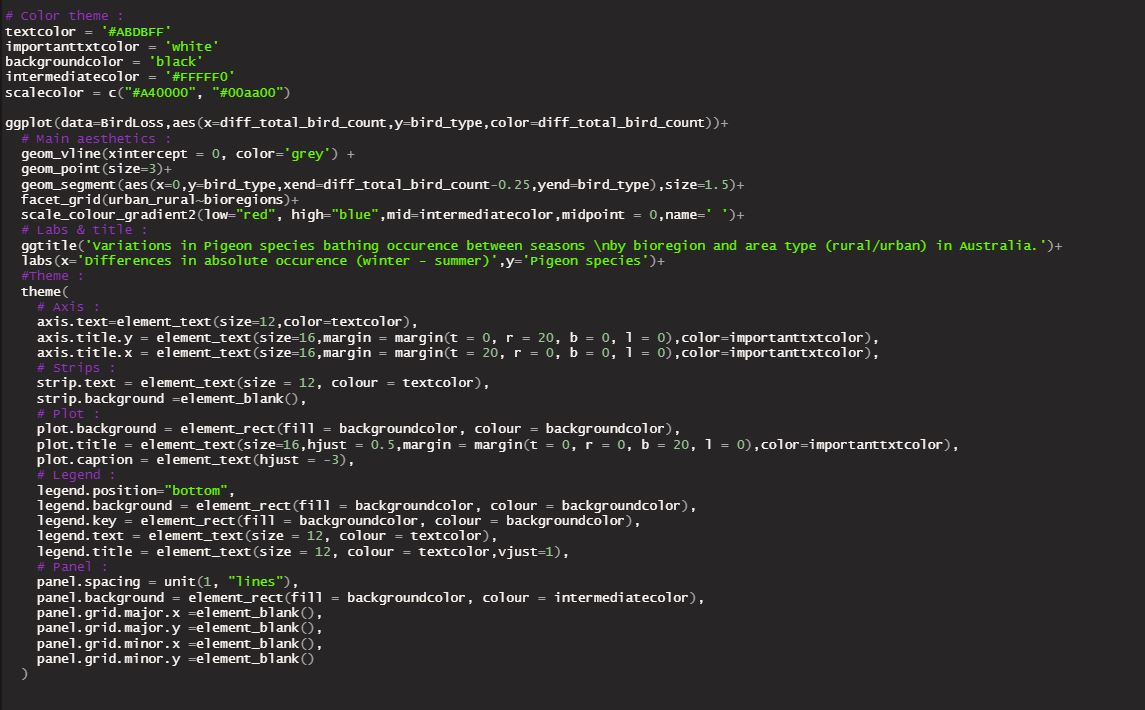 # Color theme :
textcolor = '#ABDBFF'
importanttxtcolor = 'white'
backgroundcolor = 'black'
intermediatecolor = '#FFFFF0'
scalecolor = c("#A40000", "#00aa00")

ggplot(data=BirdLoss,aes(x=diff_total_bird_count,y=bird_type,color=diff_total_bird_count))+
  # Main aesthetics :
  geom_vline(xintercept = 0, color='grey') +
  geom_point(size=3)+
  geom_segment(aes(x=0,y=bird_type,xend=diff_total_bird_count-0.25,yend=bird_type),size=1.5)+
  facet_grid(urban_rural~bioregions)+
  scale_colour_gradient2(low="red", high="blue",mid=intermediatecolor,midpoint = 0,name=' ')+
  # Labs & title :
  ggtitle('Variations in Pigeon species bathing occurence between seasons \nby bioregion and area type (rural/urban) in Australia.')+
  labs(x='Differences in absolute occurence (winter - summer)',y='Pigeon species')+
  #Theme :
  theme(
    # Axis :
    axis.text=element_text(size=12,color=textcolor),
    axis.title.y = element_text(size=16,margin = margin(t = 0, r = 20, b = 0, l = 0),color=importanttxtcolor),
    axis.title.x = element_text(size=16,margin = margin(t = 20, r = 0, b = 0, l = 0),color=importanttxtcolor),
    # Strips :
    strip.text = element_text(size = 12, colour = textcolor),
    strip.background =element_blank(),
    # Plot :
    plot.background = element_rect(fill = backgroundcolor, colour = backgroundcolor),
    plot.title = element_text(size=16,hjust = 0.5,margin = margin(t = 0, r = 0, b = 20, l = 0),color=importanttxtcolor),
    plot.caption = element_text(hjust = -3),
    # Legend :
    legend.position="bottom",
    legend.background = element_rect(fill = backgroundcolor, colour = backgroundcolor),
    legend.key = element_rect(fill = backgroundcolor, colour = backgroundcolor),
    legend.text = element_text(size = 12, colour = textcolor),
    legend.title = element_text(size = 12, colour = textcolor,vjust=1),
    # Panel :
    panel.spacing = unit(1, "lines"),
    panel.background = element_rect(fill = backgroundcolor, colour = intermediatecolor),
    panel.grid.major.x =element_blank(),
    panel.grid.major.y =element_blank(),
    panel.grid.minor.x =element_blank(),
    panel.grid.minor.y =element_blank()
  )